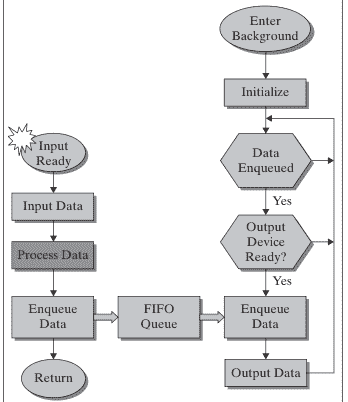 Enter
Background
Initialize
Data
Enqueued
Yes
Output
Device
Ready?
Yes
Enqueue
Data
Output Data
Input
Ready
Input Data
Process Data
Enqueue
Data
FIFO
Queue
Return